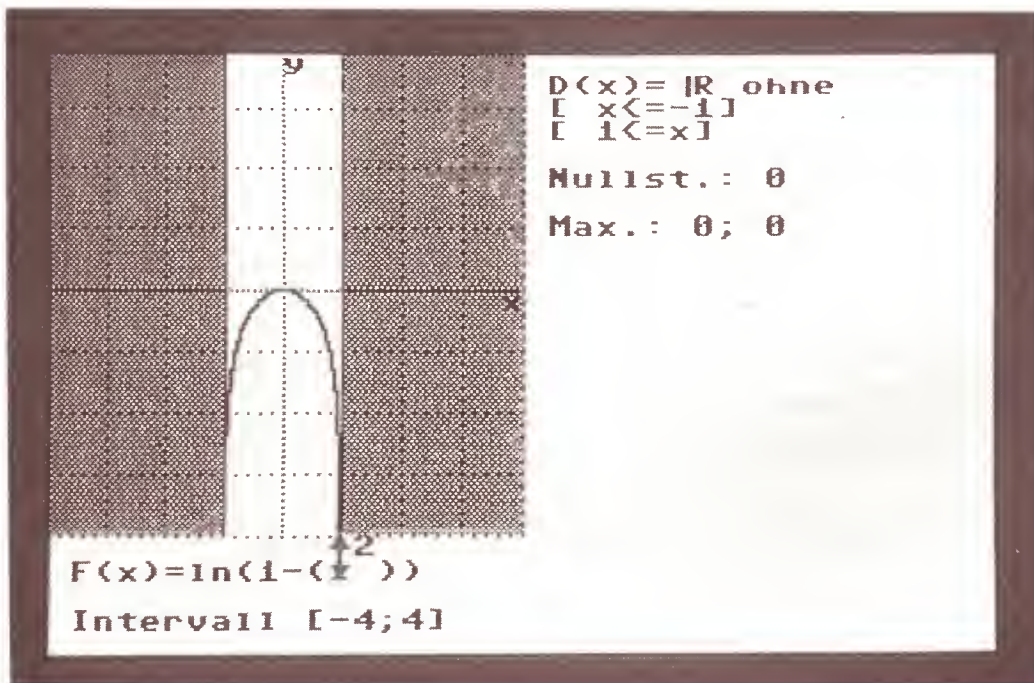 y
x
D(x)= ℝ ohne
[ x<=-1]
[ 1<=x]
Nullst.: 0
Max.: 0; 0
2
F(x)=ln(1-( ))
Intervall [-4;4]